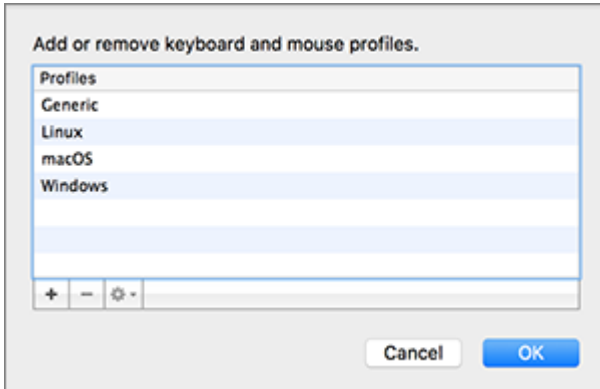 Add or remove keyboard and mouse profiles.
Profiles
Generic
Linux
macOS
Windows
+ −
Cancel OK